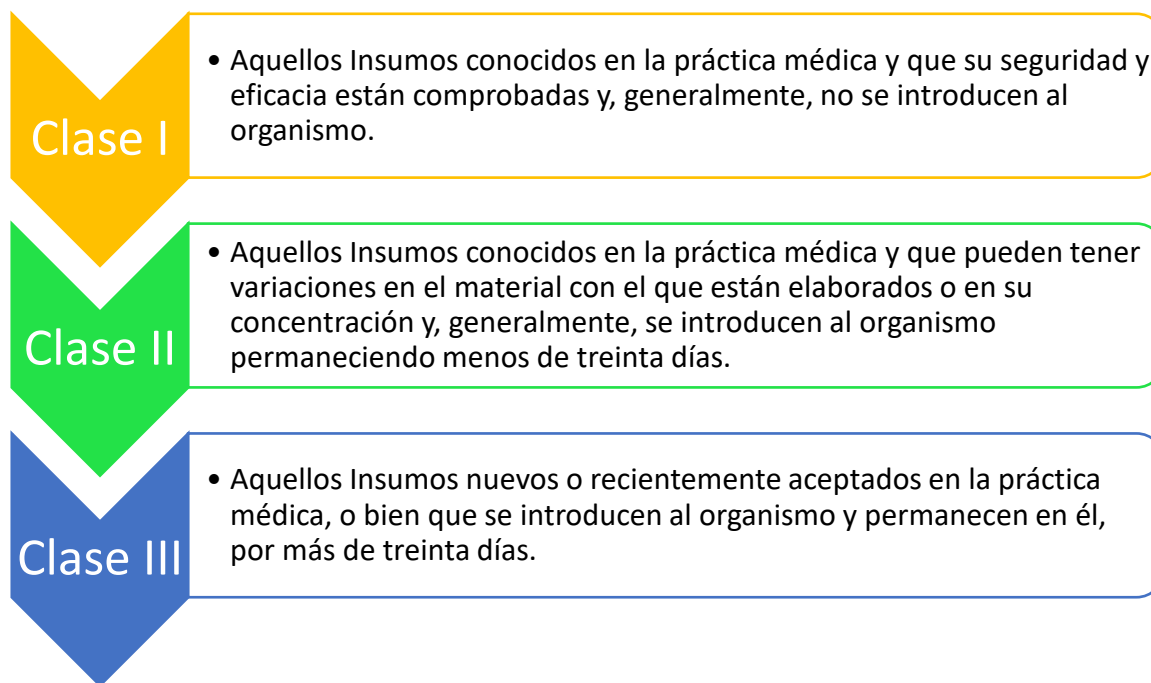 Clase I
• Aquellos Insumos conocidos en la práctica médica y que su seguridad y
eficacia están comprobadas y, generalmente, no se introducen al
organismo.
Clase II
• Aquellos Insumos conocidos en la práctica médica y que pueden tener
variaciones en el material con el que están elaborados o en su
concentración y, generalmente, se introducen al organismo
permaneciendo menos de treinta días.
Clase III
• Aquellos Insumos nuevos o recientemente aceptados en la práctica
médica, o bien que se introducen al organismo y permanecen en él,
por más de treinta días.